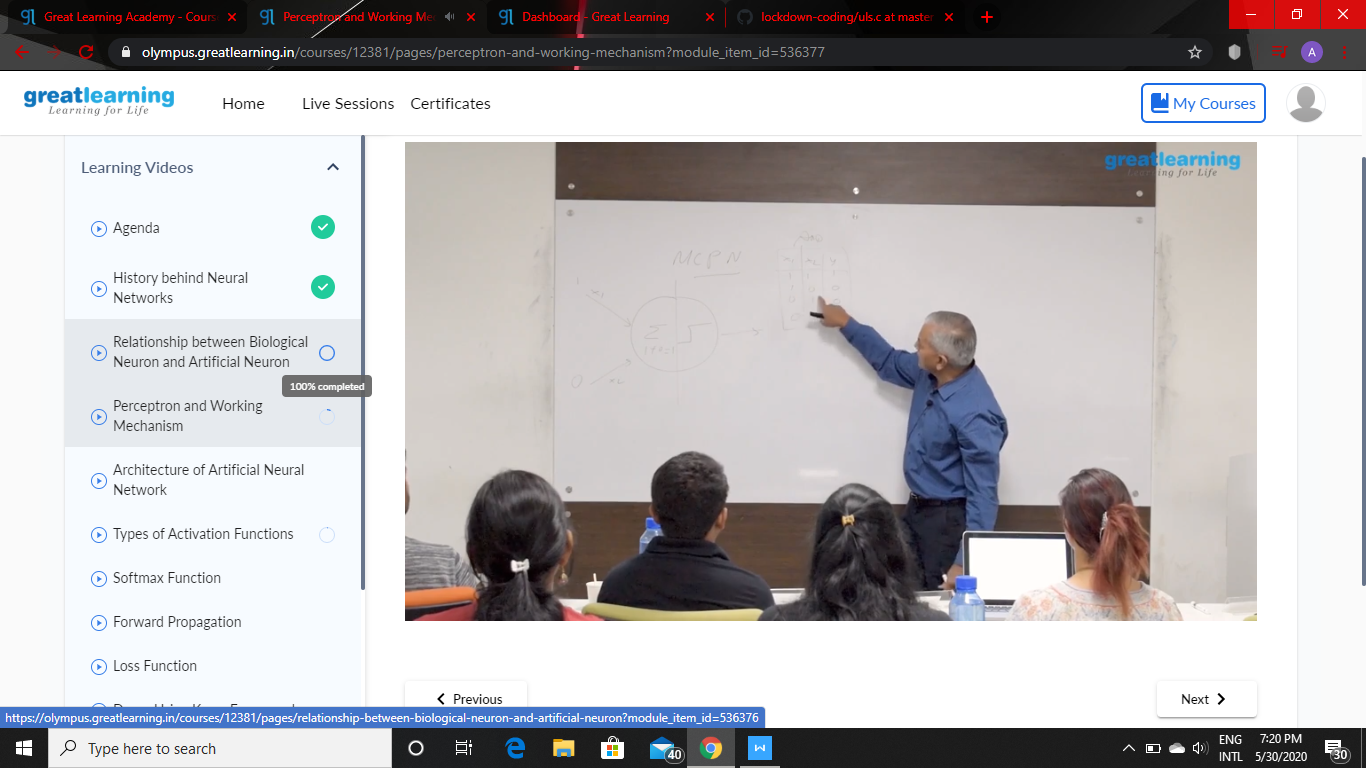 Great Learning Academy - Cours
Perceptron and Working Me
Dashboard - Great Learning
lockdown-coding/uls.c at master
olympus.greatlearning.in/courses/12381/pages/perceptron-and-working-mechanism?module_item_id=536377
A
greatlearning
Learning for Life
Home
Live Sessions
Certificates
My Courses
Learning Videos
Agenda
History behind Neural
Networks
Relationship between Biological
Neuron and Artificial Neuron
100% completed
Perceptron and Working
Mechanism
Architecture of Artificial Neural
Network
Types of Activation Functions
Softmax Function
Forward Propagation
Loss Function
greatlearning
Learning for Life
MCPN
Previous
Next
https://olympus.greatlearning.in/courses/12381/pages/relationship-between-biological-neuron-and-artificial-neuron?module_item_id=536376
Type here to search
40
W
ENG
INTL
7:20 PM
5/30/2020
30